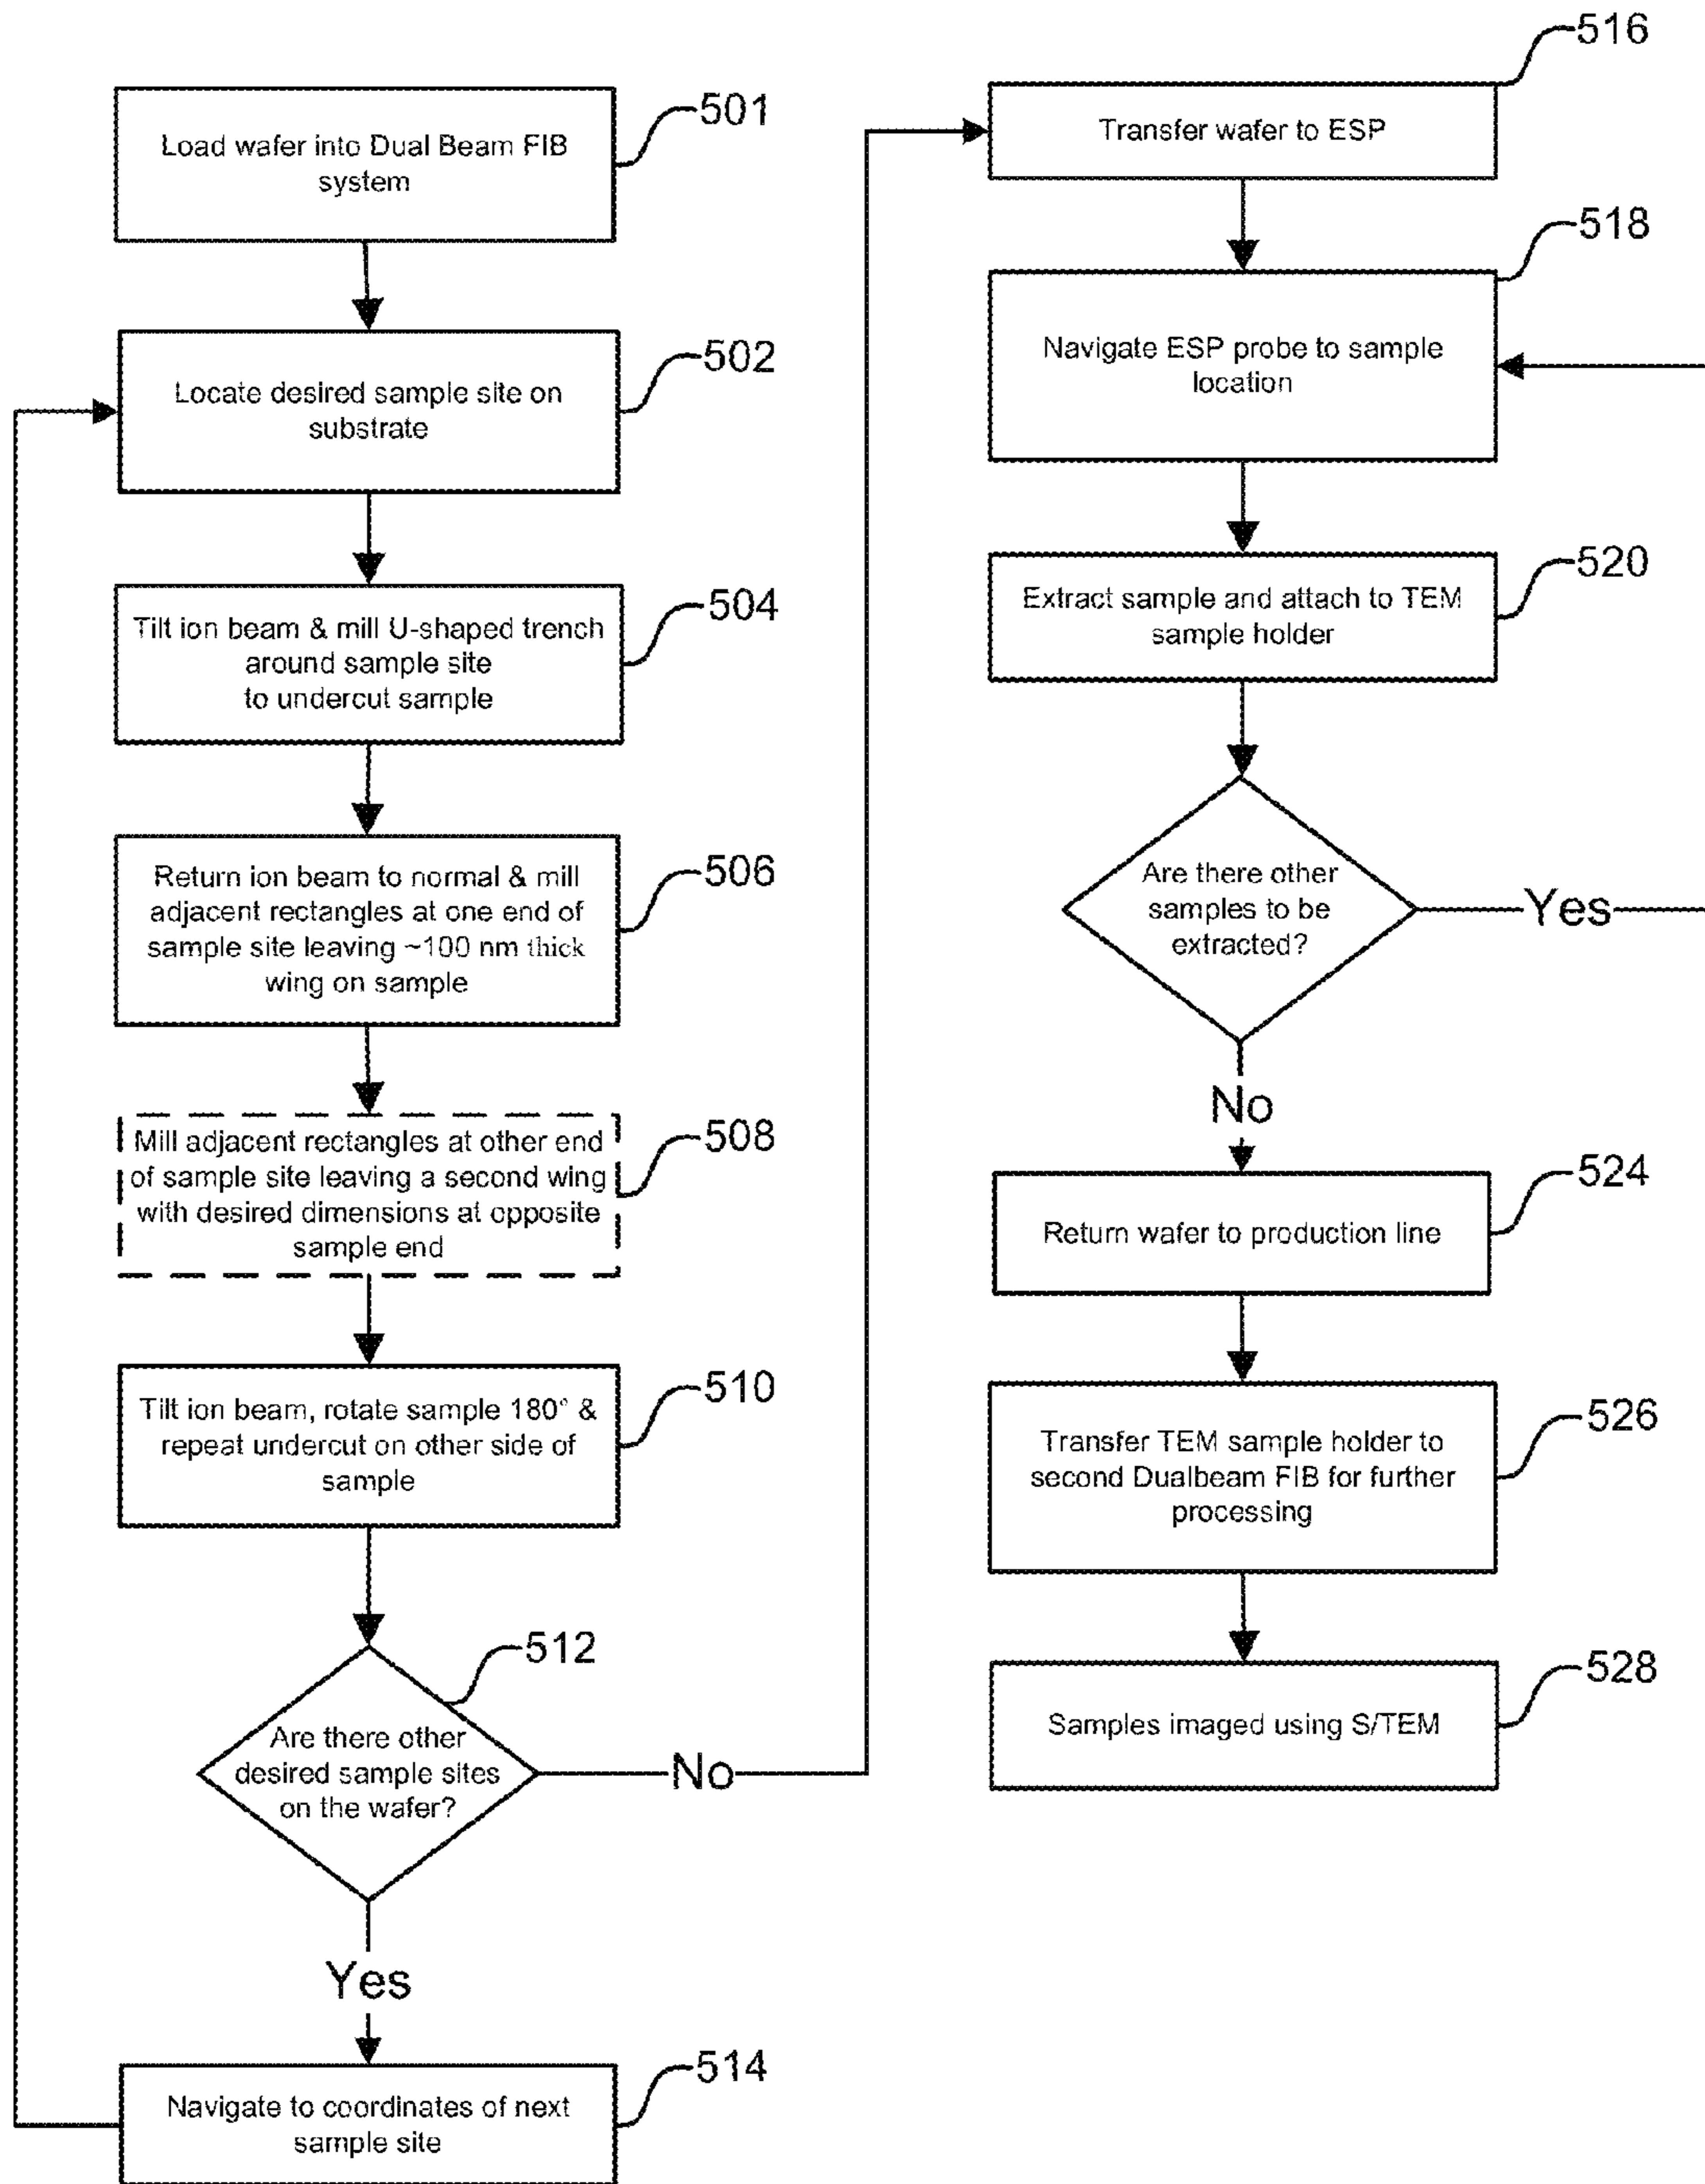 Load wafer into Dual Beam FIB
system
501
Locate desired sample site on
substrate
502
Tilt ion beam & mill U-shaped trench
around sample site
to undercut sample
504
Return ion beam to normal & mill
adjacent rectangles at one end of
sample site leaving ~100 nm thick
wing on sample
506
Mill adjacent rectangles at other end
of sample site leaving a second wing
with desired dimensions at opposite
sample end
508
Tilt ion beam, rotate sample 180° &
repeat undercut on other side of
sample
510
Are there other
desired sample sites
on the wafer?
512
No
Yes
Navigate to coordinates of next
sample site
514
Transfer wafer to ESP
516
Navigate ESP probe to sample
location
518
Extract sample and attach to TEM
sample holder
520
Are there other
samples to be
extracted?
Yes
No
Return wafer to production line
524
Transfer TEM sample holder to
second Dualbeam FIB for further
processing
526
Samples imaged using S/TEM
528